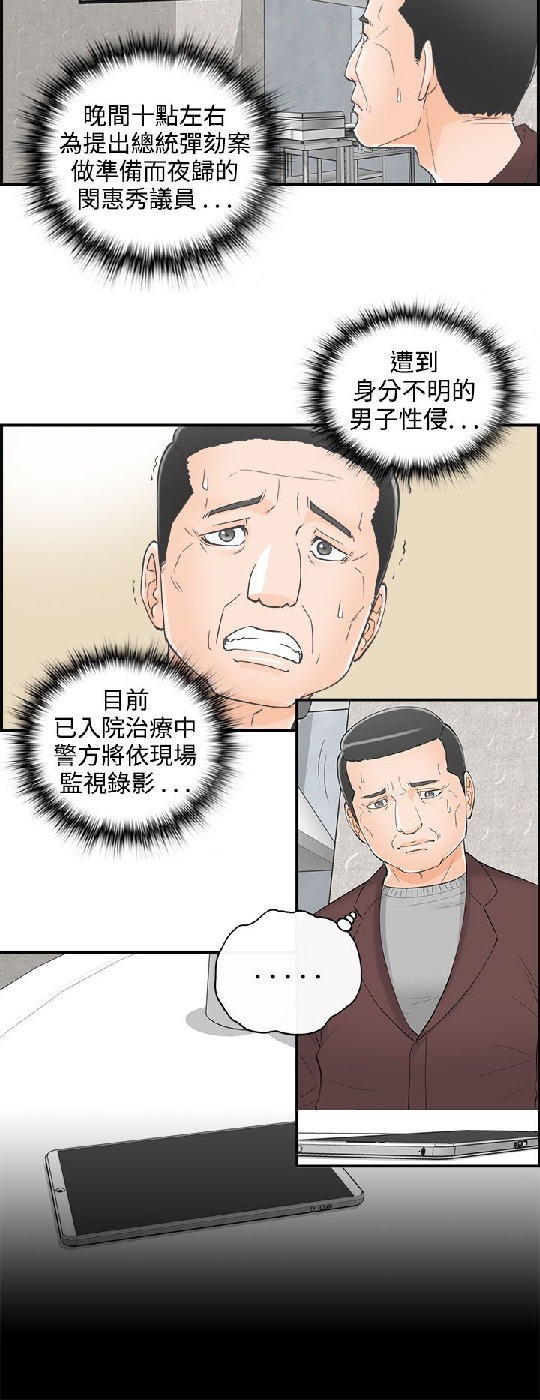 晚間十點左右
為提出總統彈劾案
做準備而夜歸的
閔惠秀議員...
遭到
身分不明的
男子性侵...
目前
已入院治療中
警方將依現場
監視錄影...
.....